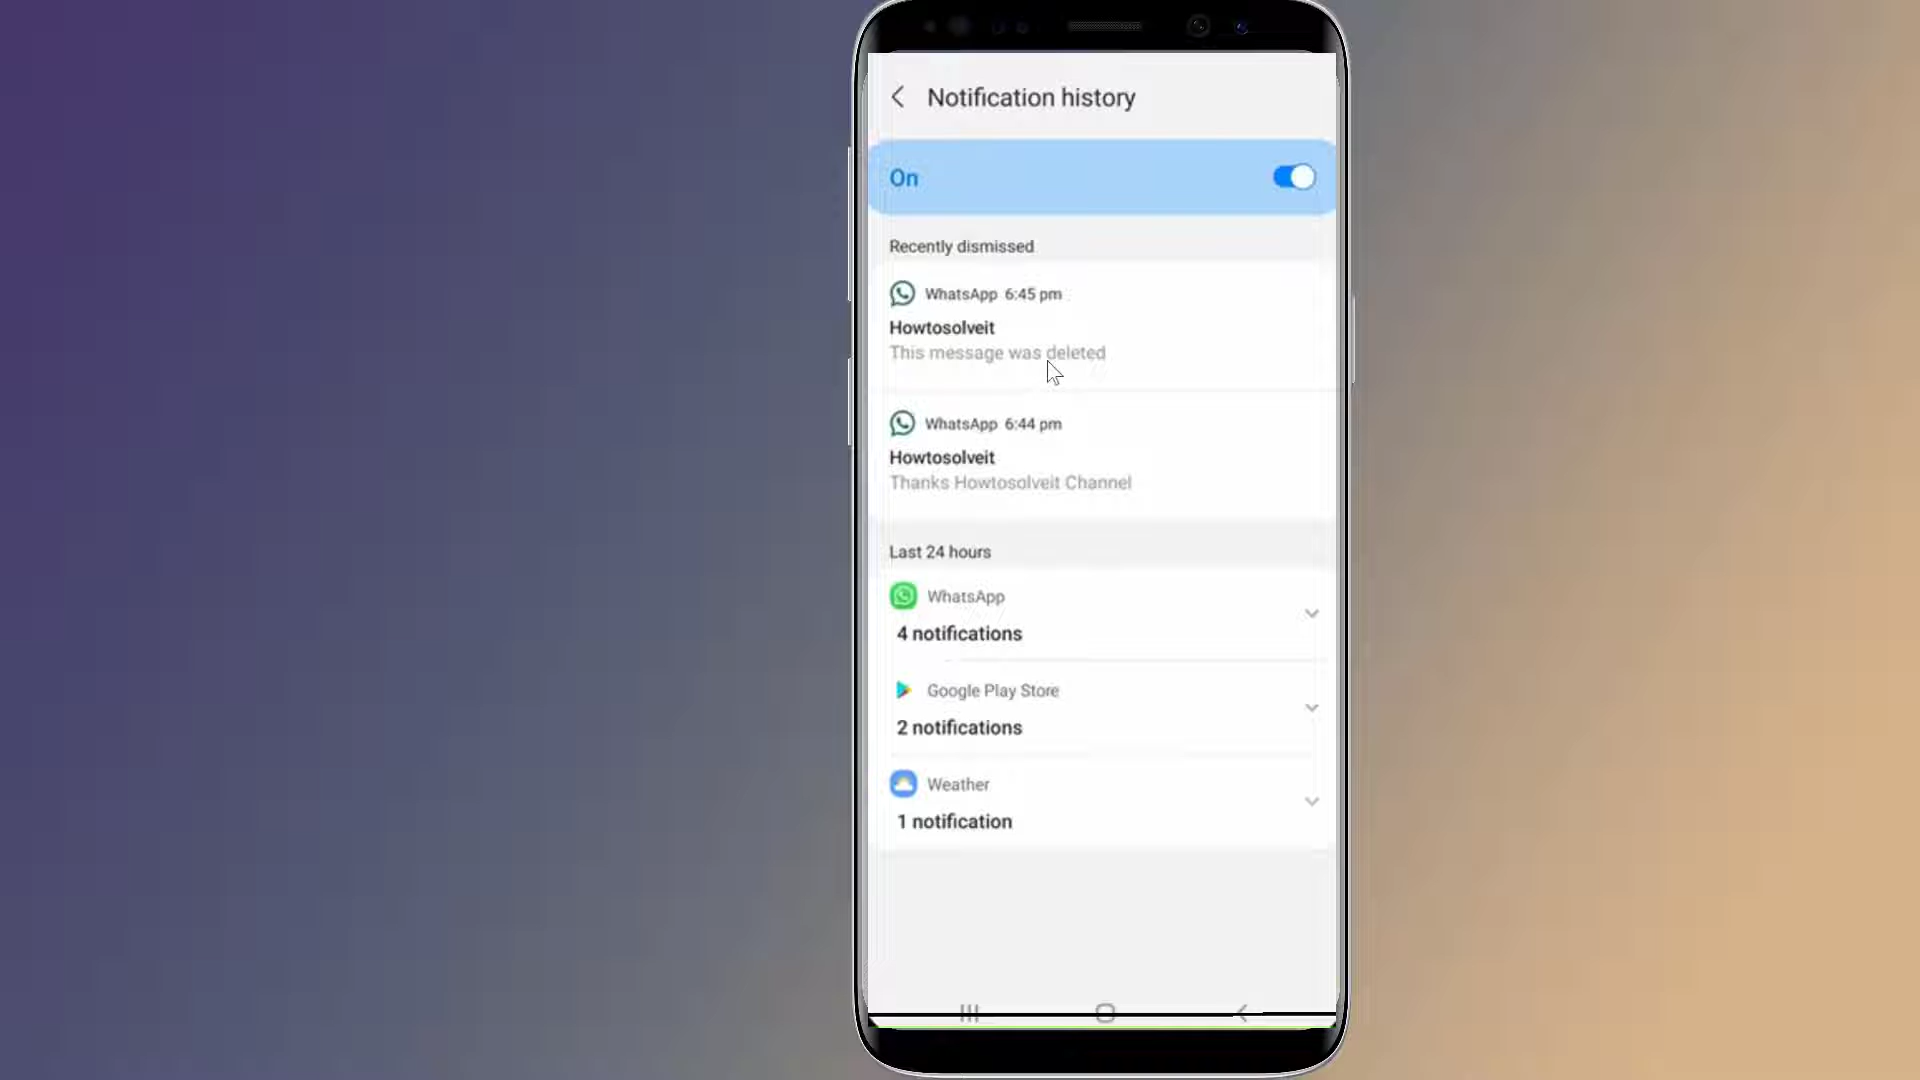 Notification history
On
Recently dismissed
WhatsApp 6:45 pm
Howtosolveit
This message was deleted
WhatsApp 6:44 pm
Howtosolveit
Thanks Howtosolveit Channel
Last 24 hours
WhatsApp
4 notifications
Google Play Store
2 notifications
Weather
1 notification